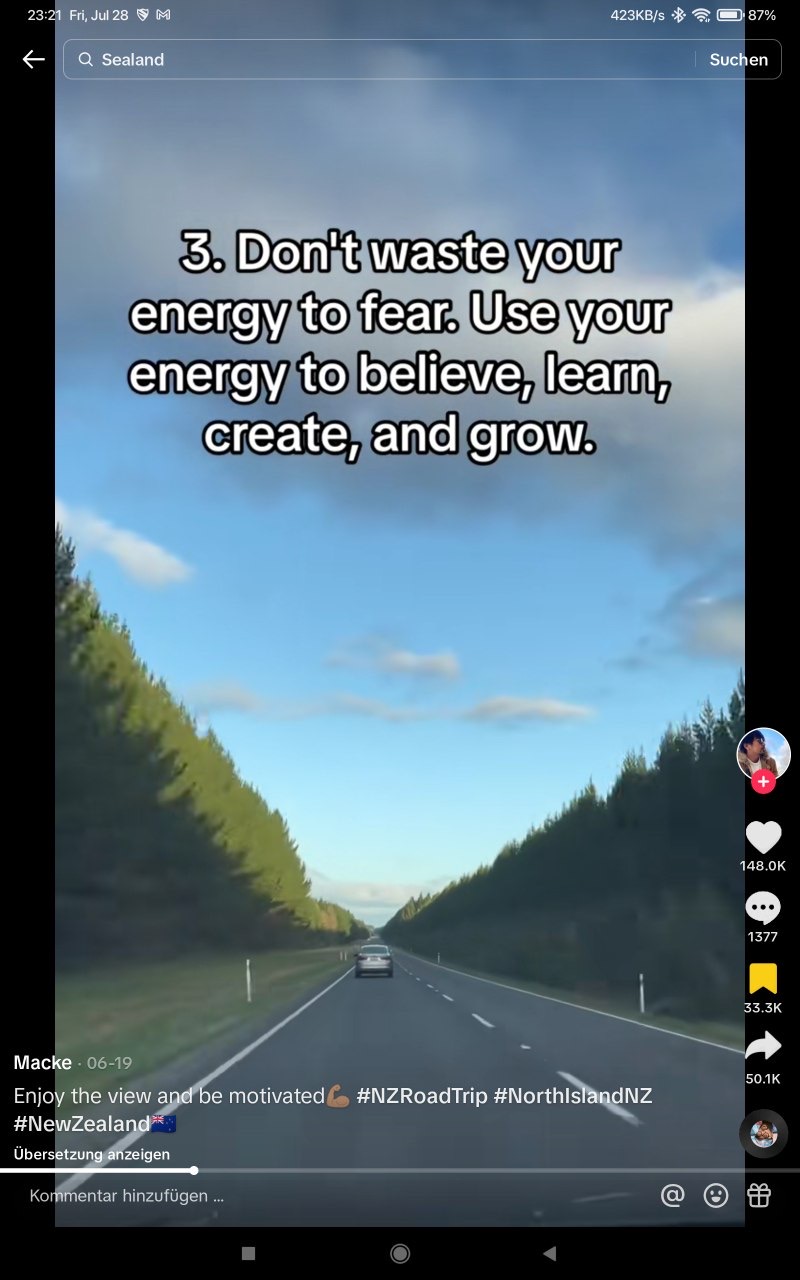 23:21 Fri, Jul 28 423KB/s 87%
Sealand Suchen
3. Don't waste your
energy to fear. Use your
energy to believe, learn,
create, and grow.
148.0K
1377
33.3K
50.1K
Macke · 06-19
Enjoy the view and be motivated💪🏾 #NZRoadTrip #NorthIslandNZ
#NewZealand🇳🇿
Übersetzung anzeigen
Kommentar hinzufügen ...